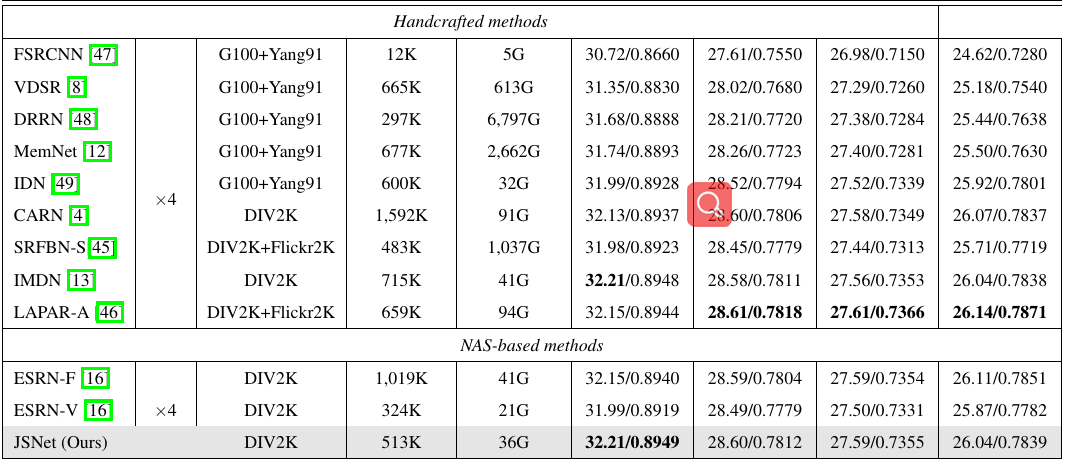 Handcrafted methods
FSRCNN [47] G100+Yang91 12K 5G 30.72/0.8660 27.61/0.7550 26.98/0.7150 24.62/0.7280
VDSR [8] G100+Yang91 665K 613G 31.35/0.8830 28.02/0.7680 27.29/0.7260 25.18/0.7540
DRRN [48] G100+Yang91 297K 6,797G 31.68/0.8888 28.21/0.7720 27.38/0.7284 25.44/0.7638
MemNet [12] G100+Yang91 677K 2,662G 31.74/0.8893 28.26/0.7723 27.40/0.7281 25.50/0.7630
IDN [49] G100+Yang91 600K 32G 31.99/0.8928 28.52/0.7794 27.52/0.7339 25.92/0.7801
×4
CARN [4] DIV2K 1,592K 91G 32.13/0.8937 28.60/0.7806 27.58/0.7349 26.07/0.7837
SRFBN-S [45] DIV2K+Flickr2K 483K 1,037G 31.98/0.8923 28.45/0.7779 27.44/0.7313 25.71/0.7719
IMDN [13] DIV2K 715K 41G 32.21/0.8948 28.58/0.7811 27.56/0.7353 26.04/0.7838
LAPAR-A [46] DIV2K+Flickr2K 659K 94G 32.15/0.8944 28.61/0.7818 27.61/0.7366 26.14/0.7871
NAS-based methods
ESRN-F [16] DIV2K 1,019K 41G 32.15/0.8940 28.59/0.7804 27.59/0.7354 26.11/0.7851
ESRN-V [16] ×4 DIV2K 324K 21G 31.99/0.8919 28.49/0.7779 27.50/0.7331 25.87/0.7782
JSNet (Ours) DIV2K 513K 36G 32.21/0.8949 28.60/0.7812 27.59/0.7355 26.04/0.7839